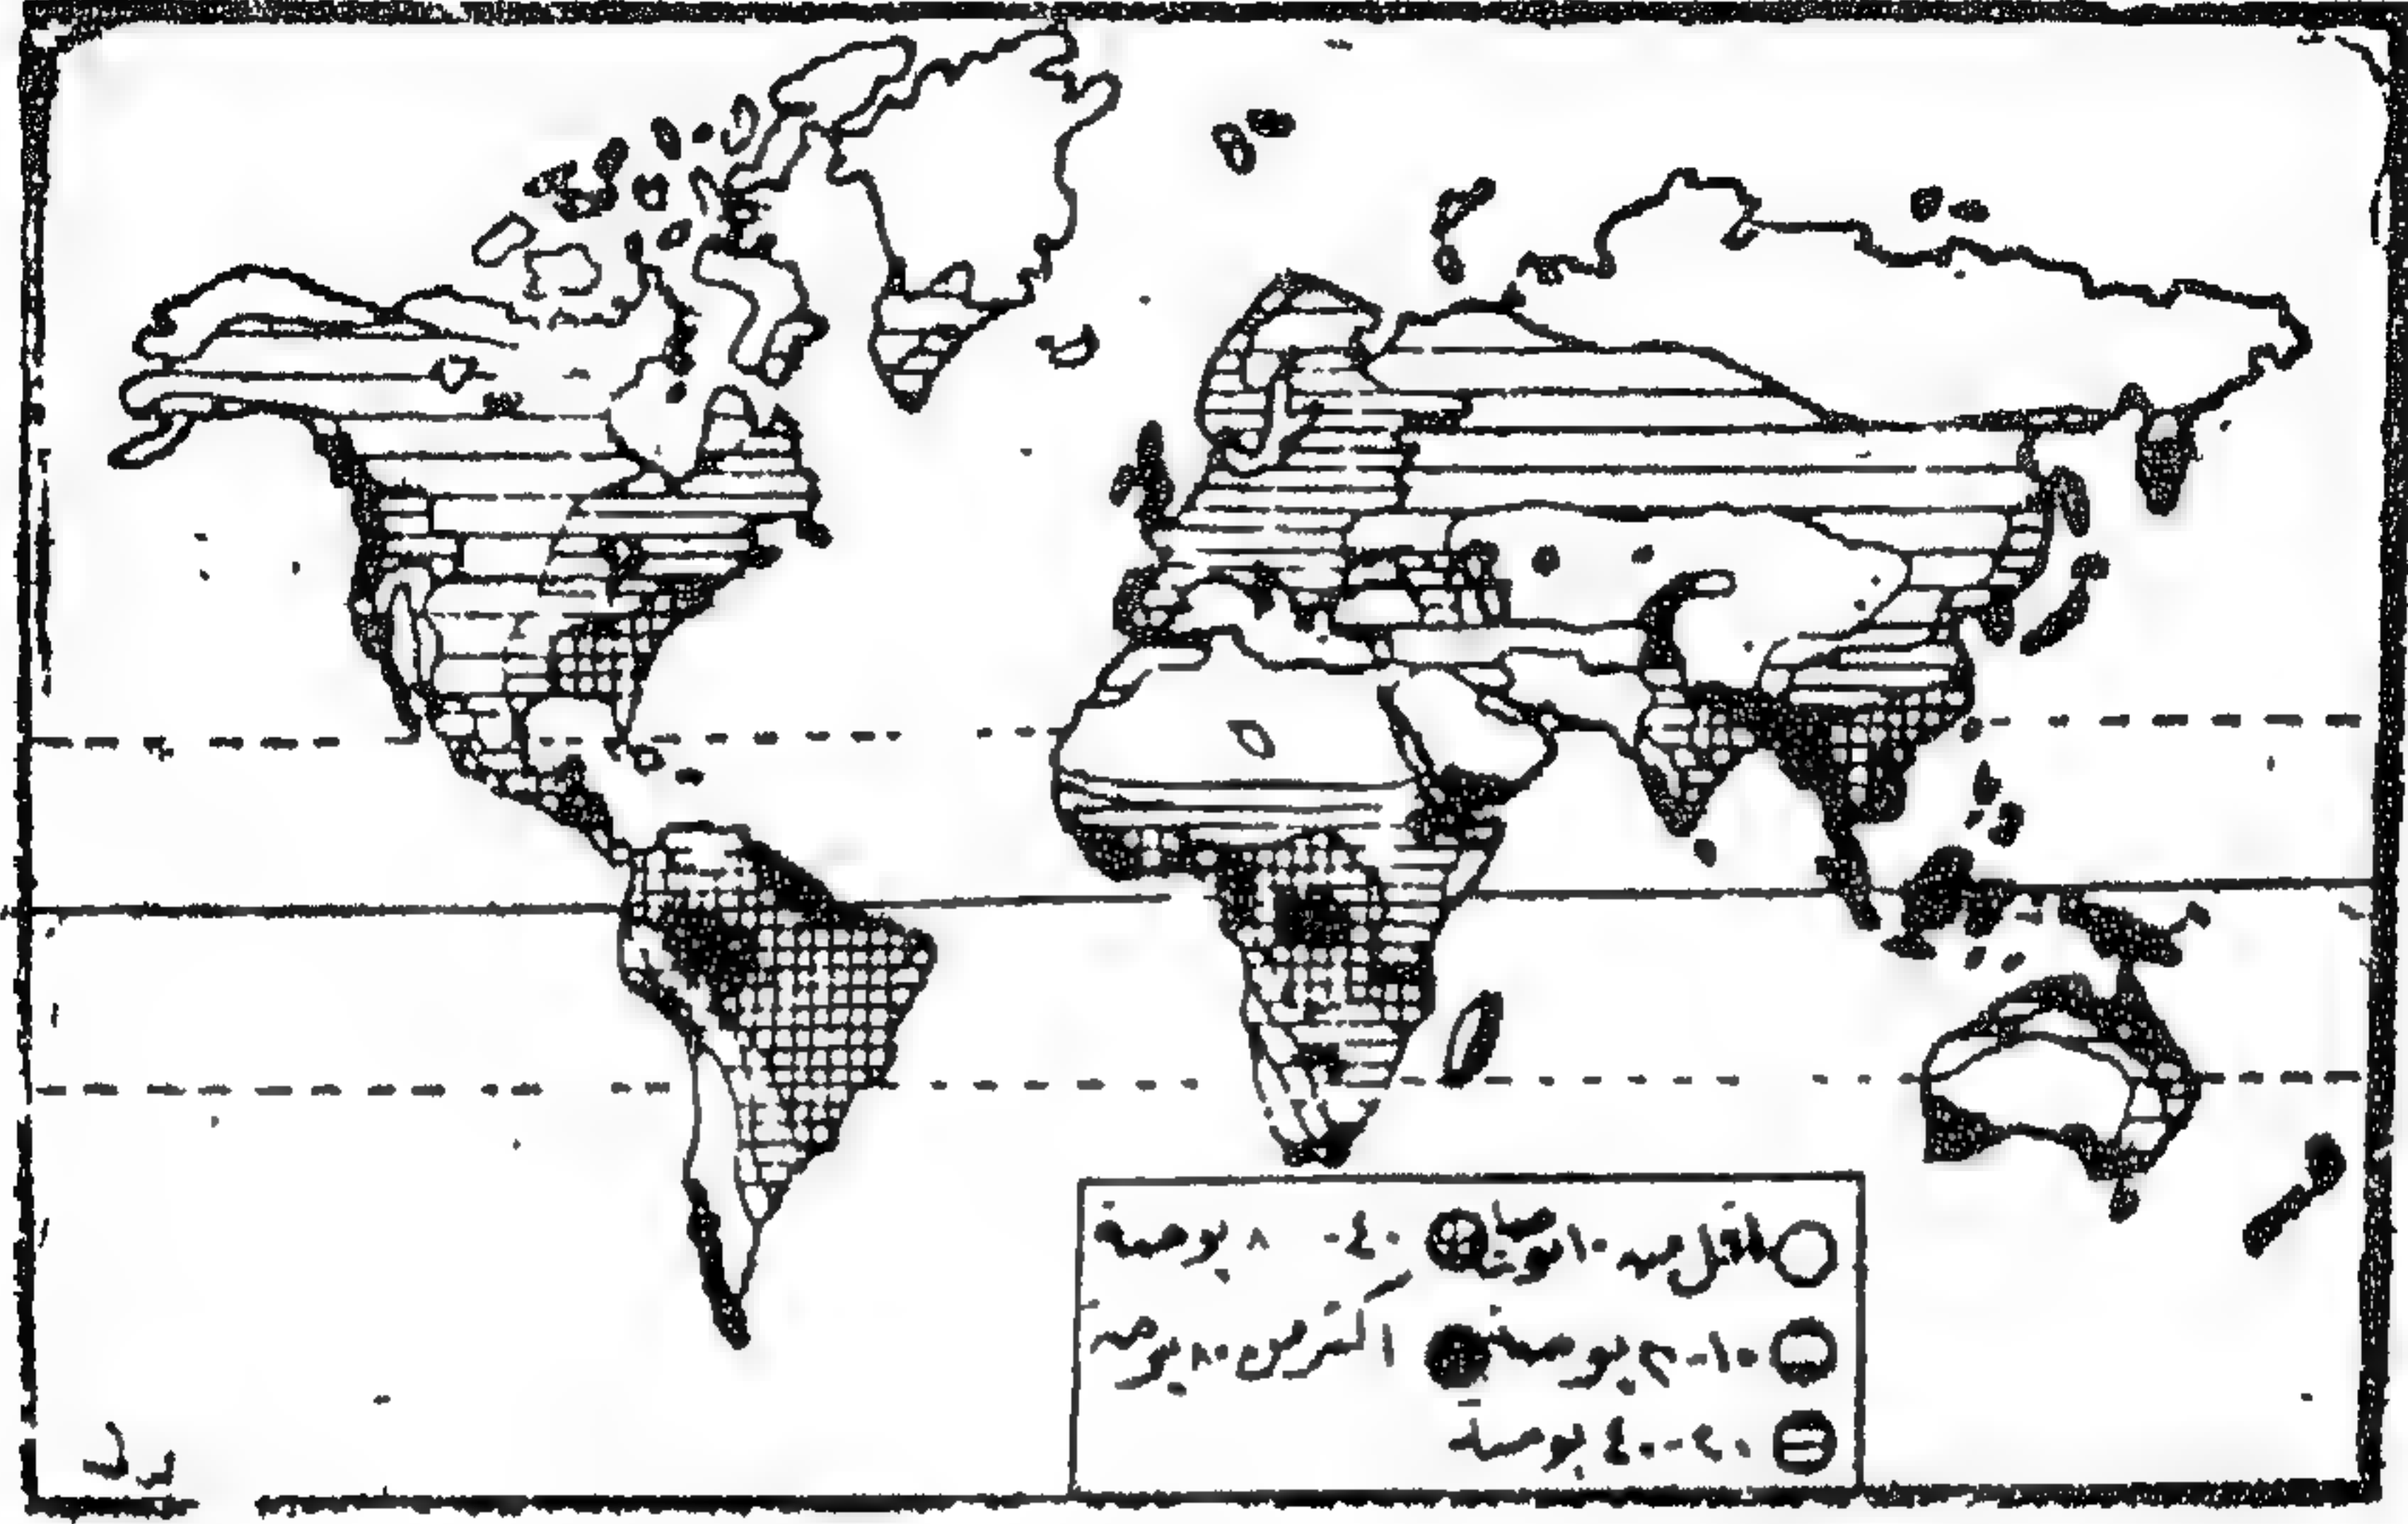 أقل من ١٠ بوصات
١٠-٢٠ بوصة
٢٠-٤٠ بوصة
٤٠-٨٠ بوصة
أكثر من ٨٠ بوصة